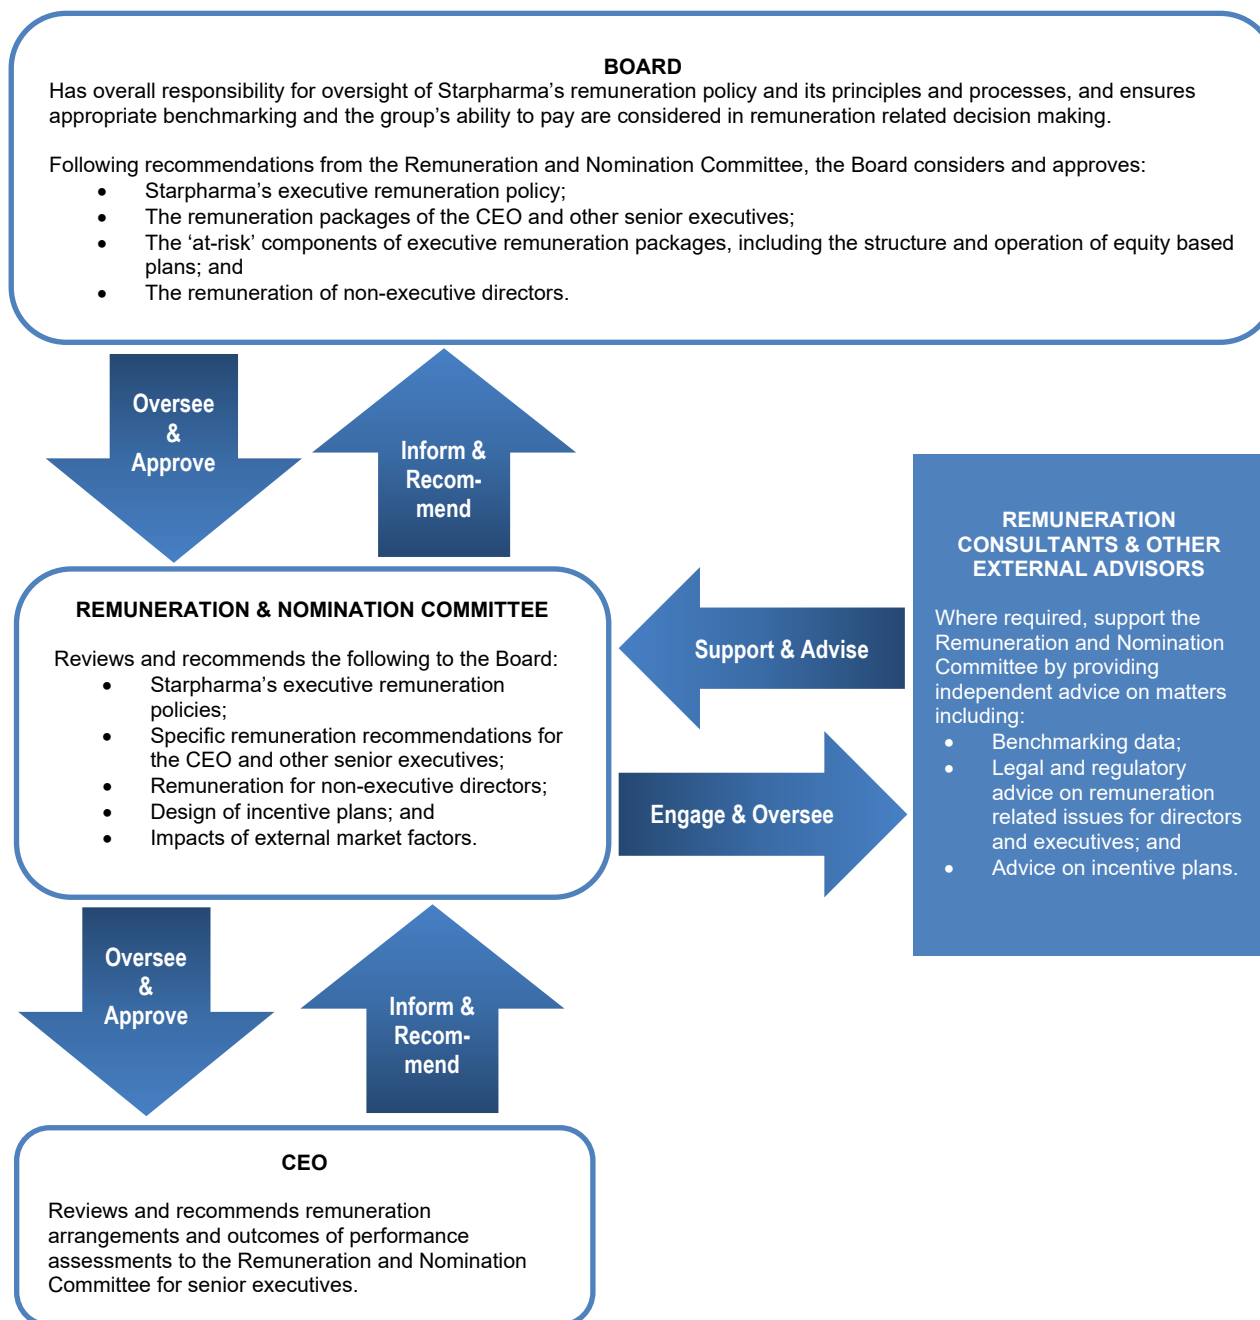 BOARD
Has overall responsibility for oversight of Starpharma’s remuneration policy and its principles and processes, and ensures
appropriate benchmarking and the group’s ability to pay are considered in remuneration related decision making.
Following recommendations from the Remuneration and Nomination Committee, the Board considers and approves:
• Starpharma’s executive remuneration policy;
• The remuneration packages of the CEO and other senior executives;
• The ‘at-risk’ components of executive remuneration packages, including the structure and operation of equity based
plans; and
• The remuneration of non-executive directors.
Oversee
&
Approve
Inform &
Recom-
mend
REMUNERATION & NOMINATION COMMITTEE
Reviews and recommends the following to the Board:
• Starpharma’s executive remuneration
policies;
• Specific remuneration recommendations for
the CEO and other senior executives;
• Remuneration for non-executive directors;
• Design of incentive plans; and
• Impacts of external market factors.
Support & Advise
Engage & Oversee
REMUNERATION
CONSULTANTS & OTHER
EXTERNAL ADVISORS
Where required, support the
Remuneration and Nomination
Committee by providing
independent advice on matters
including:
• Benchmarking data;
• Legal and regulatory
advice on remuneration
related issues for directors
and executives; and
• Advice on incentive plans.
Oversee
&
Approve
Inform &
Recom-
mend
CEO
Reviews and recommends remuneration
arrangements and outcomes of performance
assessments to the Remuneration and Nomination
Committee for senior executives.